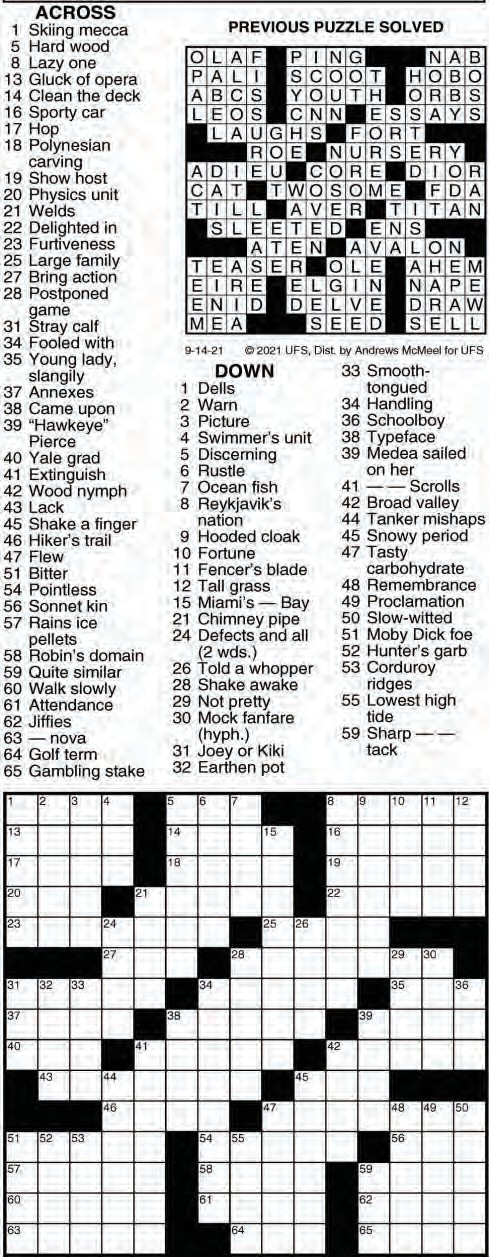 ACROSS
1 Skiing mecca
5 Hard wood
8 Lazy one
13 Gluck of opera
14 Clean the deck
16 Sporty car
17 Hop
18 Polynesian
carving
19 Show host
20 Physics unit
21 Welds
22 Delighted in
23 Furtiveness
25 Large family
27 Bring action
28 Postponed
game
31 Stray calf
34 Fooled with
35 Young lady,
slangily
37 Annexes
38 Came upon
39 “Hawkeye”
Pierce
40 Yale grad
41 Extinguish
42 Wood nymph
43 Lack
45 Shake a finger
46 Hiker’s trail
47 Flew
51 Bitter
54 Pointless
56 Sonnet kin
57 Rains ice
pellets
58 Robin’s domain
59 Quite similar
60 Walk slowly
61 Attendance
62 Jiffies
63 — nova
64 Golf term
65 Gambling stake
PREVIOUS PUZZLE SOLVED
OLAF PING NAB
PALI SCOOT HOBO
ABCS YOUTH ORBS
LEOS CNN ESSAYS
LAUGHS FORT
ROE NURSERY
ADIEU CORE DIOR
CAT TWOSOME FDA
TILL AVER TITAN
SLEETED ENS
ATEN AVALON
TEASER OLE AHEM
EIRE ELGIN NAPE
ENID DELVE DRAW
MEA SEED SELL
9-14-21 © 2021 UFS, Dist. by Andrews McMeel for UFS
DOWN
1 Dells
2 Warn
3 Picture
4 Swimmer’s unit
5 Discerning
6 Rustle
7 Ocean fish
8 Reykjavik’s
nation
9 Hooded cloak
10 Fortune
11 Fencer’s blade
12 Tall grass
15 Miami’s — Bay
21 Chimney pipe
24 Defects and all
(2 wds.)
26 Told a whopper
28 Shake awake
29 Not pretty
30 Mock fanfare
(hyph.)
31 Joey or Kiki
32 Earthen pot
33 Smooth-
tongued
34 Handling
36 Schoolboy
38 Typeface
39 Medea sailed
on her
41 — — Scrolls
42 Broad valley
44 Tanker mishaps
45 Snowy period
47 Tasty
carbohydrate
48 Remembrance
49 Proclamation
50 Slow-witted
51 Moby Dick foe
52 Hunter’s garb
53 Corduroy
ridges
55 Lowest high
tide
59 Sharp — —
tack
1 2 3 4 5 6 7 8 9 10 11 12
13 14 15 16
17 18 19
20 21 22
23 24 25 26
27 28 29 30
31 32 33 34 35 36
37 38 39
40 41 42
43 44 45
46 47 48 49 50
51 52 53 54 55 56
57 58 59
60 61 62
63 64 65